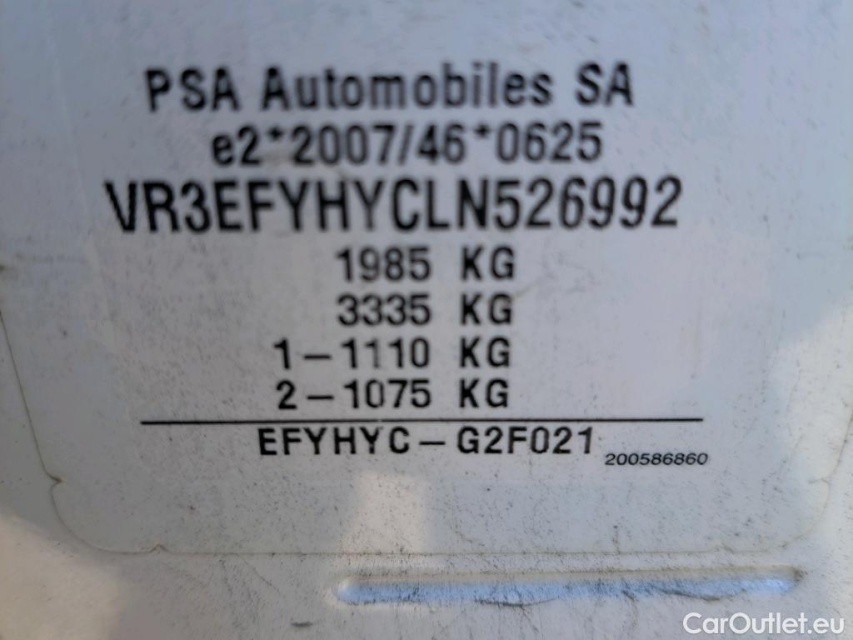 PSA Automobiles SA
e2*2007/46*0625
VR3EFYHYCLN526992
1985 KG
3335 KG
1-1110 KG
2-1075 KG
EFYHYC-G2F021
200586860
CarOutlet.eu